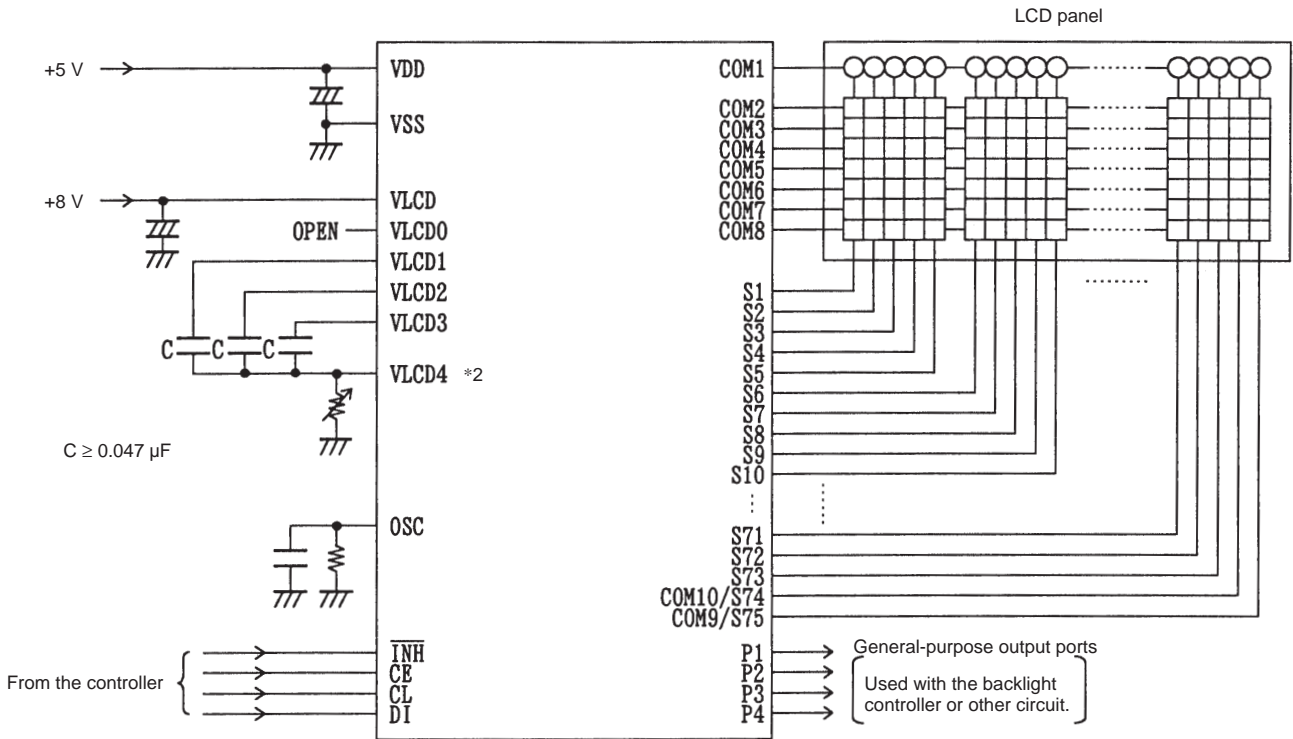 LCD panel
+5 V
VDD
COM1
COM2
VSS
COM3
COM4
COM5
COM6
+8 V
VLCD
COM7
OPEN
VLCD0
COM8
VLCD1
VLCD2
S1
S2
VLCD3
S3
C
C
C
S4
VLCD4 *2
S5
S6
S7
S8
C ≥ 0.047 µF
S9
S10
OSC
S71
S72
S73
COM10/S74
COM9/S75
From the controller
INH
CE
CL
DI
P1
P2
P3
P4
General-purpose output ports
Used with the backlight
controller or other circuit.